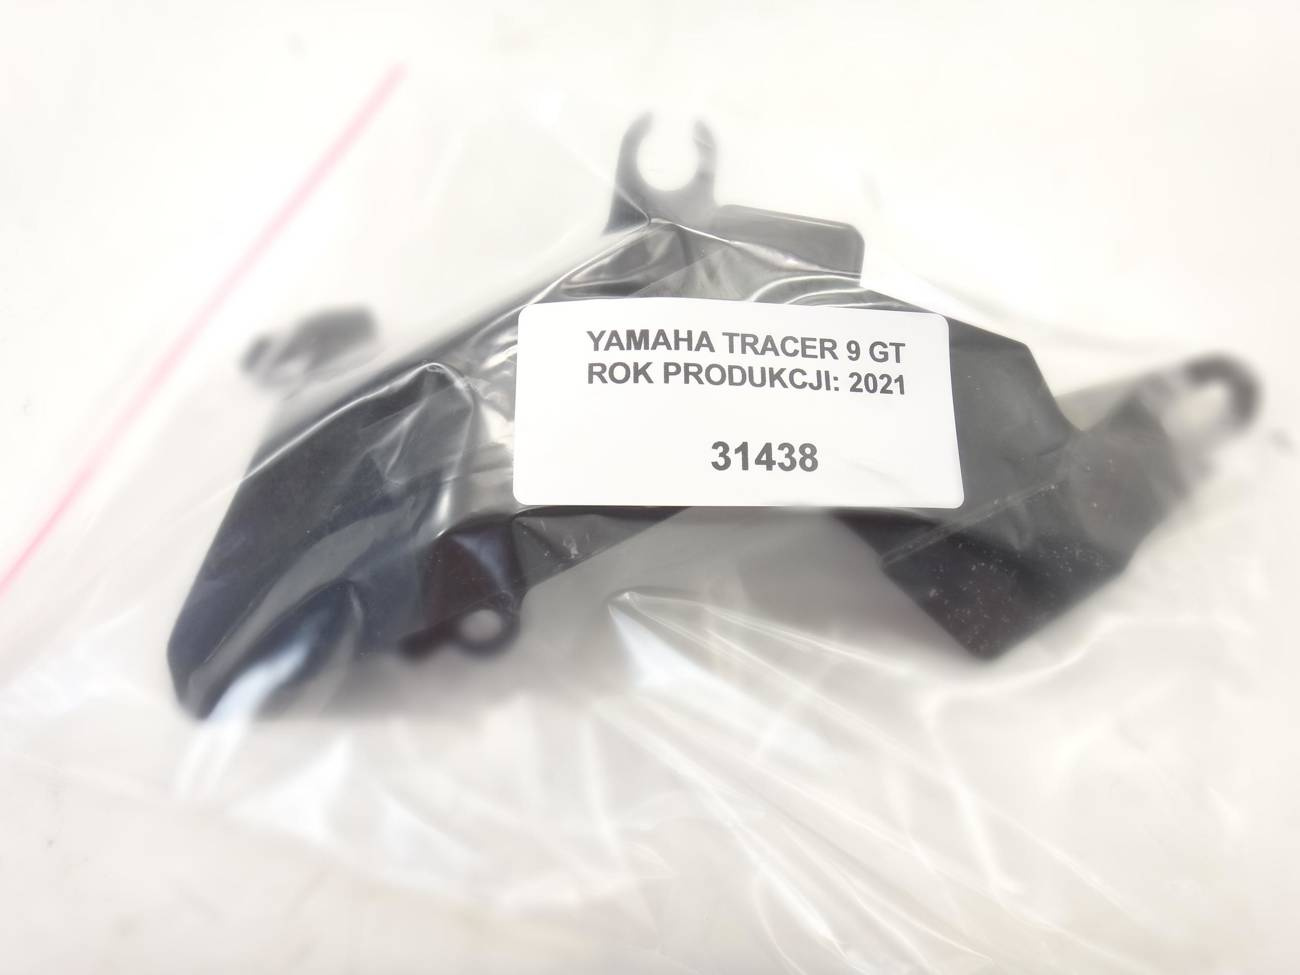 YAMAHA TRACER 9 GT
ROK PRODUKCJI: 2021
31438